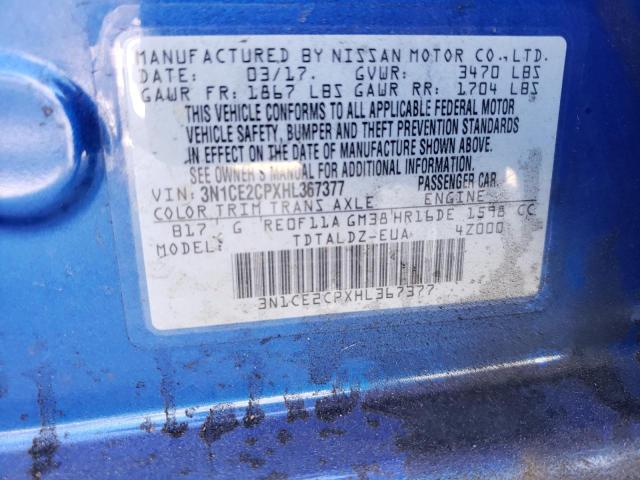 MANUFACTURED BY NISSAN MOTOR CO.,LTD.
DATE: 03/17. GVWR: 3470 LBS
GAWR FR: 1867 LBS GAWR RR: 1704 LBS
THIS VEHICLE CONFORMS TO ALL APPLICABLE FEDERAL MOTOR
VEHICLE SAFETY, BUMPER AND THEFT PREVENTION STANDARDS
IN EFFECT ON THE DATE OF MANUFACTURE SHOWN ABOVE.
SEE OWNER'S MANUAL FOR ADDITIONAL INFORMATION.
VIN: 3N1CE2CPXHL367377 PASSENGER CAR
COLOR TRIM TRANS AXLE ENGINE
B17 G RE0F11A GM38 HR16DE 1598 CC
MODEL: TDTALDZ-EUA 4Z000
3N1CE2CPXHL367377